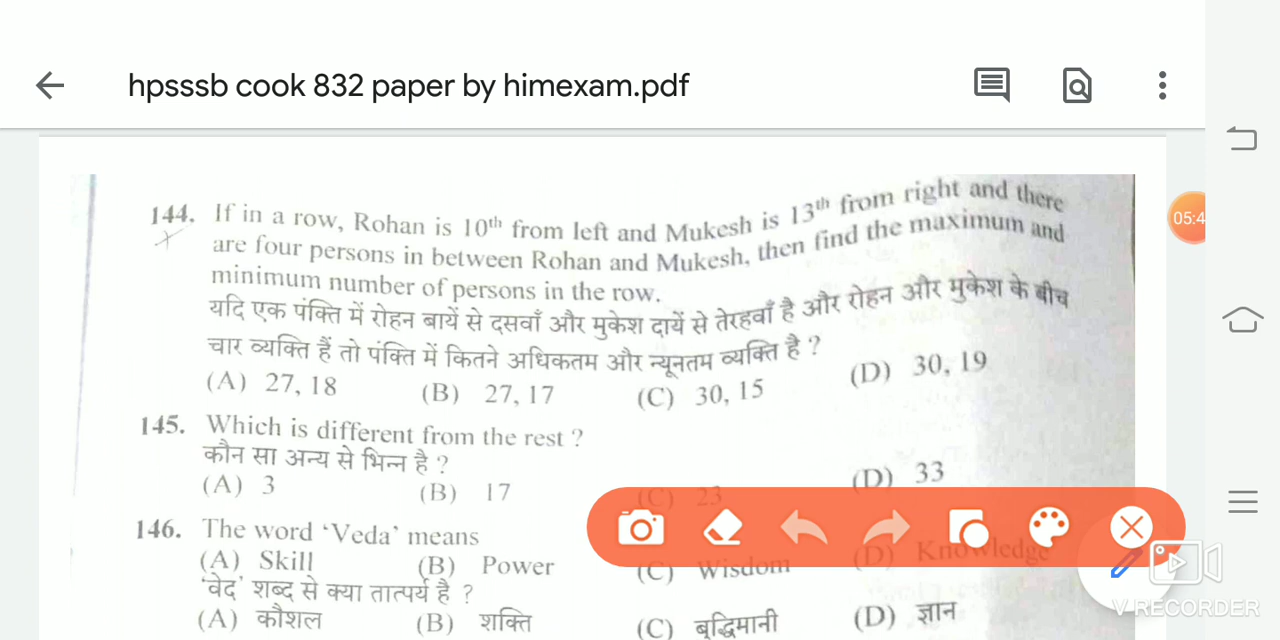 hpsssb cook 832 paper by himexam.pdf
144. If in a row, Rohan is 10th from left and Mukesh is 13th from right and there
are four persons in between Rohan and Mukesh, then find the maximum and
minimum number of persons in the row.
यदि एक पंक्ति में रोहन बायें से दसवाँ और मुकेश दायें से तेरहवाँ है और रोहन और मुकेश के बीच
चार व्यक्ति हैं तो पंक्ति में कितने अधिकतम और न्यूनतम व्यक्ति है ?
(A) 27, 18 (B) 27, 17 (C) 30, 15 (D) 30, 19
145. Which is different from the rest ?
कौन सा अन्य से भिन्न है ?
(A) 3 (B) 17 (C) 23 (D) 33
146. The word ‘Veda’ means
(A) Skill (B) Power (C) Wisdom (D) Knowledge
‘वेद’ शब्द से क्या तात्पर्य है ?
(A) कौशल (B) शक्ति (C) बुद्धिमानी (D) ज्ञान
05:4
V RECORDER